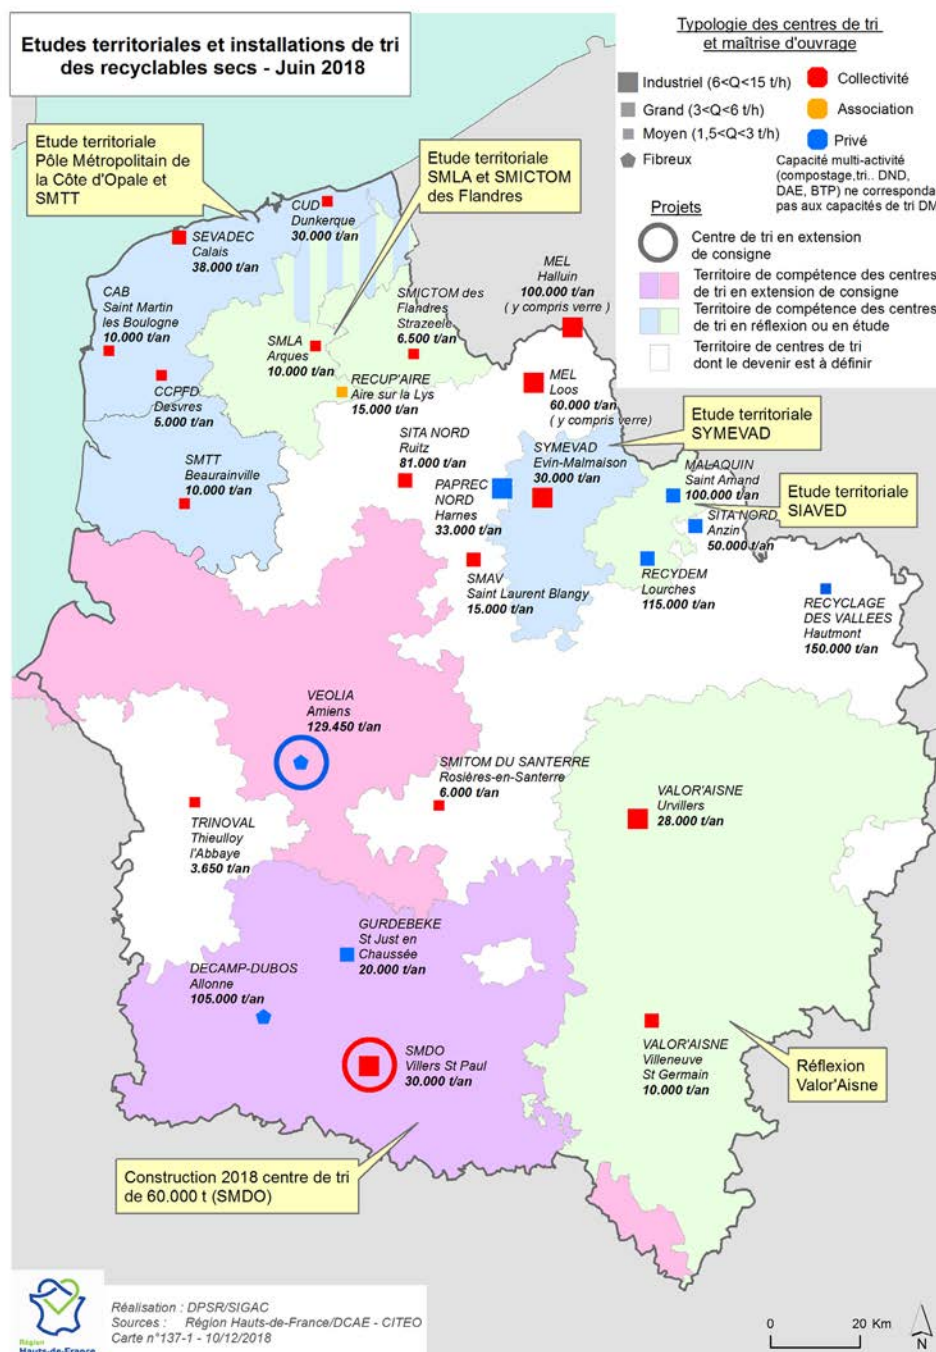 Etudes territoriales et installations de tri
des recyclables secs - Juin 2018
Typologie des centres de tri
et maîtrise d'ouvrage
Industriel (6<Q<15 t/h)
Grand (3<Q<6 t/h)
Moyen (1,5<Q<3 t/h)
Fibreux
Collectivité
Association
Privé
Capacité multi-activité
(compostage,tri.. DND,
DAE, BTP) ne corresponda
pas aux capacités de tri DM
Projets
Centre de tri en extension
de consigne
Territoire de compétence des centres
de tri en extension de consigne
Territoire de compétence des centres
de tri en réflexion ou en étude
Territoire de centres de tri
dont le devenir est à définir
Etude territoriale
Pôle Métropolitain de
la Côte d'Opale et
SMTT
Etude territoriale
SMLA et SMICTOM
des Flandres
CUD
Dunkerque
30.000 t/an
SEVADEC
Calais
38.000 t/an
CAB
Saint Martin
les Boulogne
10.000 t/an
SMICTOM des
Flandres
Strazeele
6.500 t/an
MEL
Halluin
100.000 t/an
( y compris verre )
SMLA
Arques
10.000 t/an
CCPFD
Desvres
5.000 t/an
RECUP'AIRE
Aire sur la Lys
15.000 t/an
MEL
Loos
60.000 t/an
( y compris verre)
Etude territoriale
SYMEVAD
SITA NORD
Ruitz
81.000 t/an
SYMEVAD
Evin-Malmaison
30.000 t/an
SMTT
Beaurainville
10.000 t/an
PAPREC
NORD
Harnes
33.000 t/an
MALAQUIN
Saint Amand
100.000 t/an
Etude territoriale
SIAVED
SITA NORD
Anzin
50.000 t/an
SMAV
Saint Laurent Blangy
15.000 t/an
RECYDEM
Lourches
115.000 t/an
RECYCLAGE
DES VALLEES
Hautmont
150.000 t/an
VEOLIA
Amiens
129.450 t/an
SMITOM DU SANTERRE
Rosières-en-Santerre
6.000 t/an
VALOR'AISNE
Urvillers
28.000 t/an
TRINOVAL
Thieulloy
l'Abbaye
3.650 t/an
GURDEBEKE
St Just en
Chaussée
20.000 t/an
DECAMP-DUBOS
Allonne
105.000 t/an
SMDO
Villers St Paul
30.000 t/an
VALOR'AISNE
Villeneuve
St Germain
10.000 t/an
Réflexion
Valor'Aisne
Construction 2018 centre de tri
de 60.000 t (SMDO)
Région
Hauts-de-France
Réalisation : DPSR/SIGAC
Sources : Région Hauts-de-France/DCAE - CITEO
Carte n°137-1 - 10/12/2018
0 20 Km
N